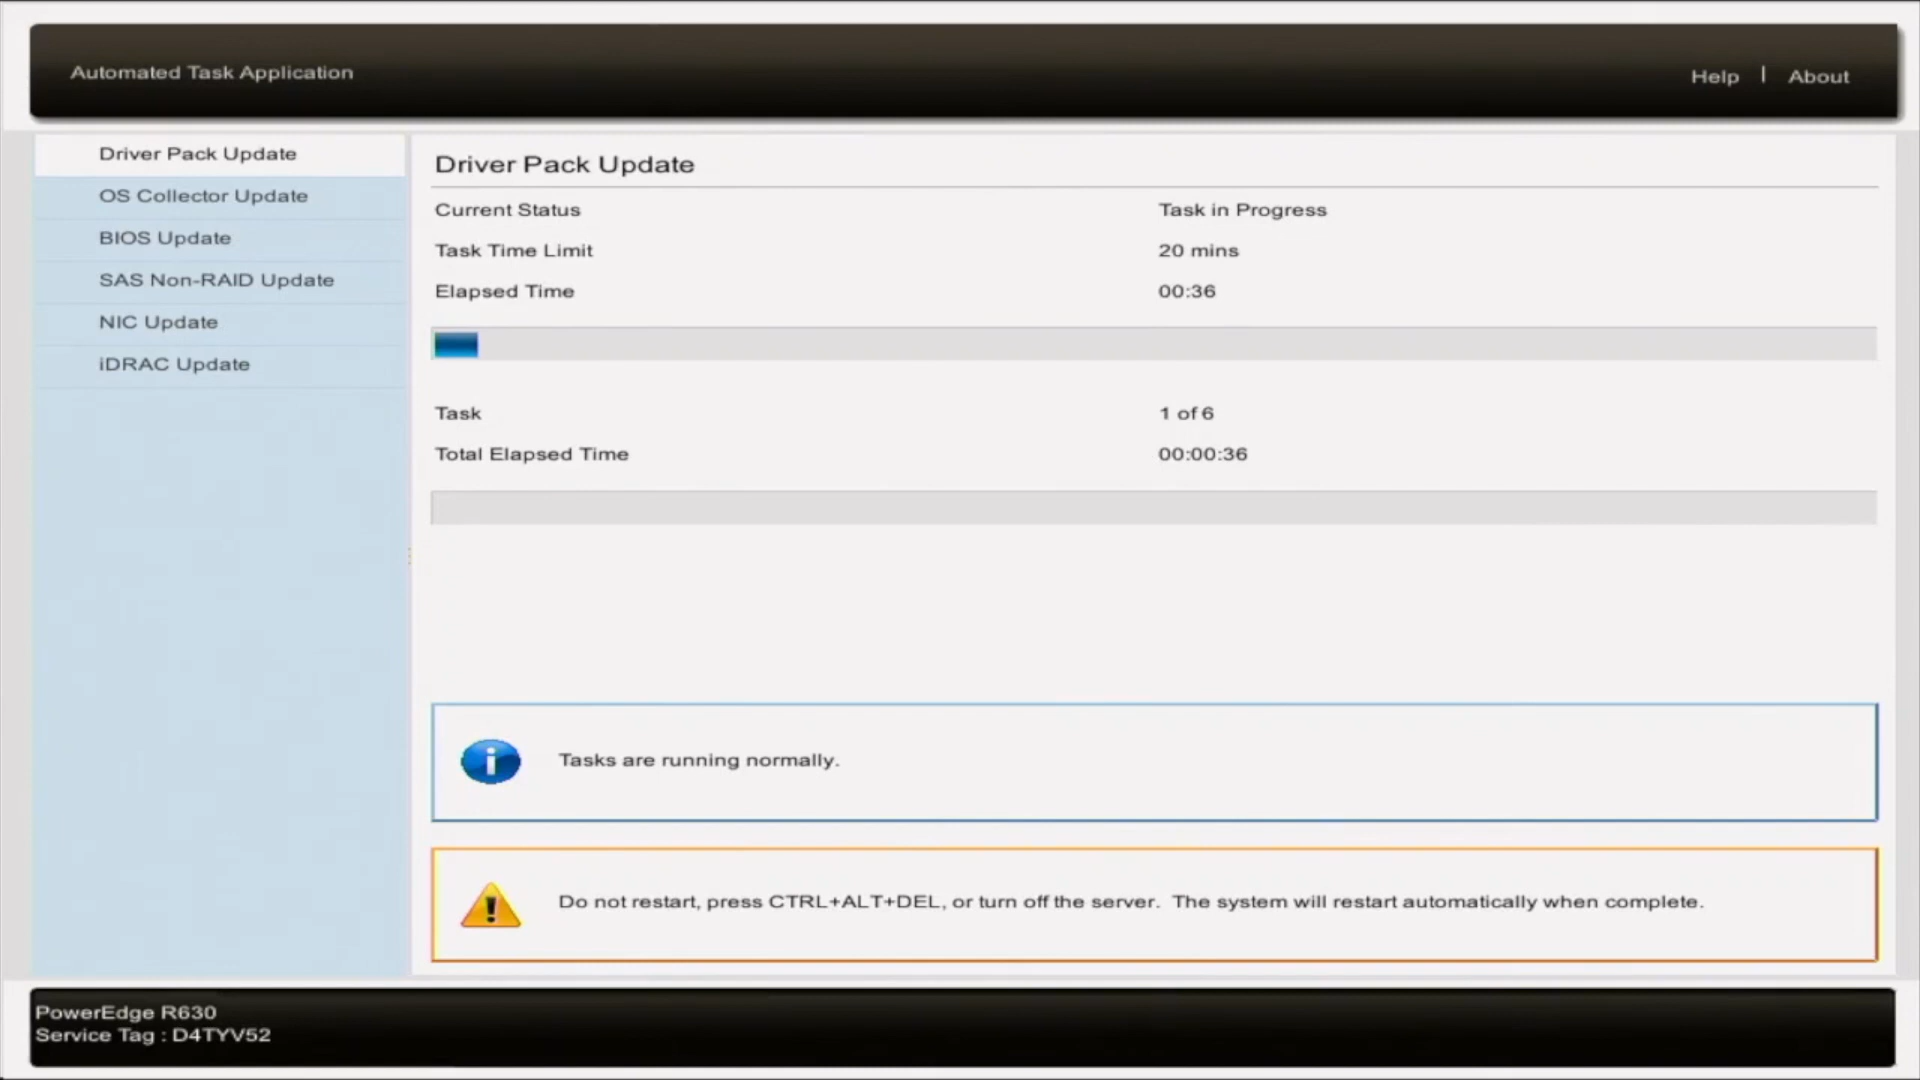 Automated Task Application
Help | About
Driver Pack Update
OS Collector Update
BIOS Update
SAS Non-RAID Update
NIC Update
iDRAC Update
Driver Pack Update
Current Status Task in Progress
Task Time Limit 20 mins
Elapsed Time 00:36
Task 1 of 6
Total Elapsed Time 00:00:36
Tasks are running normally.
Do not restart, press CTRL+ALT+DEL, or turn off the server. The system will restart automatically when complete.
PowerEdge R630
Service Tag : D4TYV52